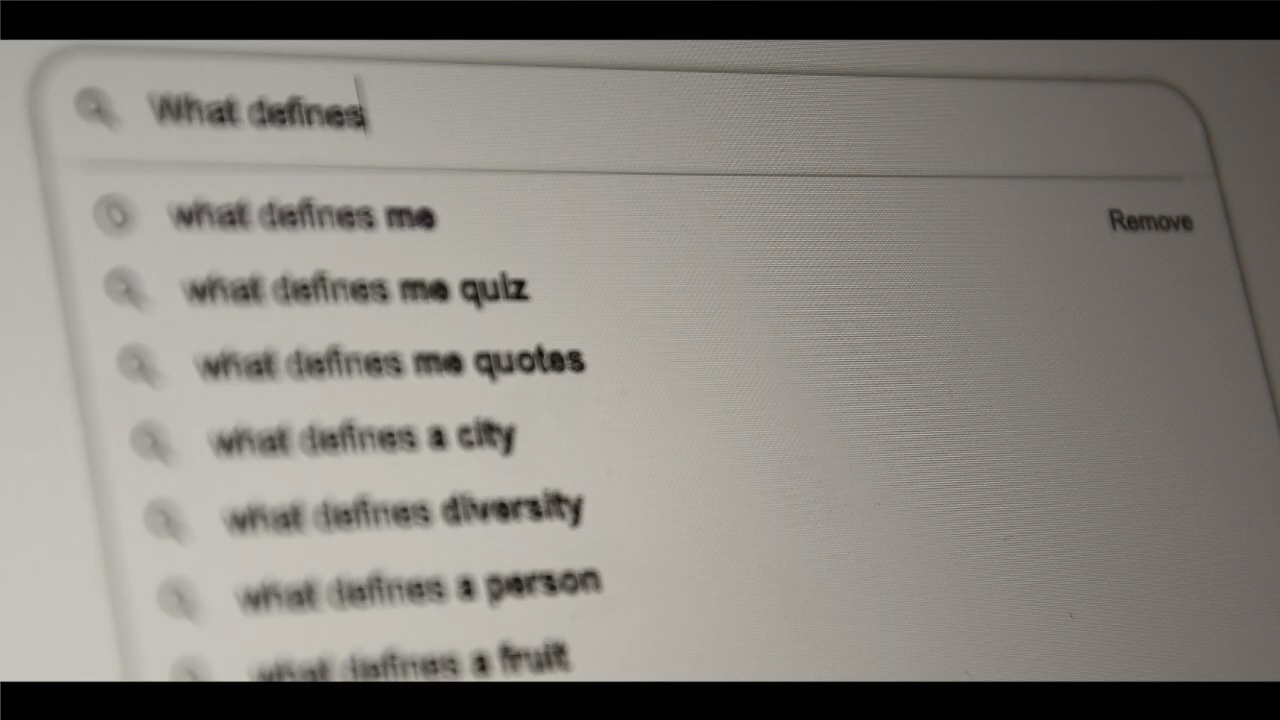 What defines
what defines me
Remove
what defines me quiz
what defines me quotes
what defines a city
what defines diversity
what defines a person
what defines a fruit